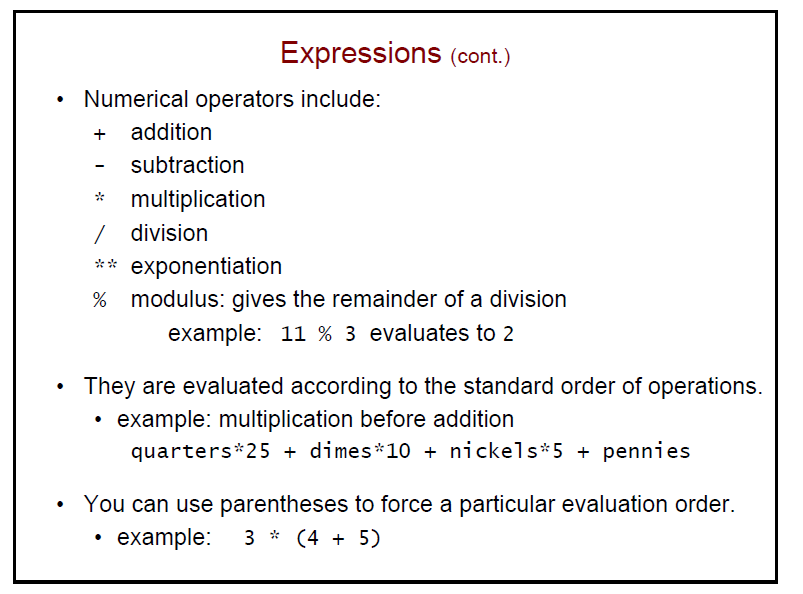 Expressions (cont.)
• Numerical operators include:
+ addition
- subtraction
* multiplication
/ division
** exponentiation
% modulus: gives the remainder of a division
example: 11 % 3 evaluates to 2
• They are evaluated according to the standard order of operations.
• example: multiplication before addition
quarters*25 + dimes*10 + nickels*5 + pennies
• You can use parentheses to force a particular evaluation order.
• example: 3 * (4 + 5)